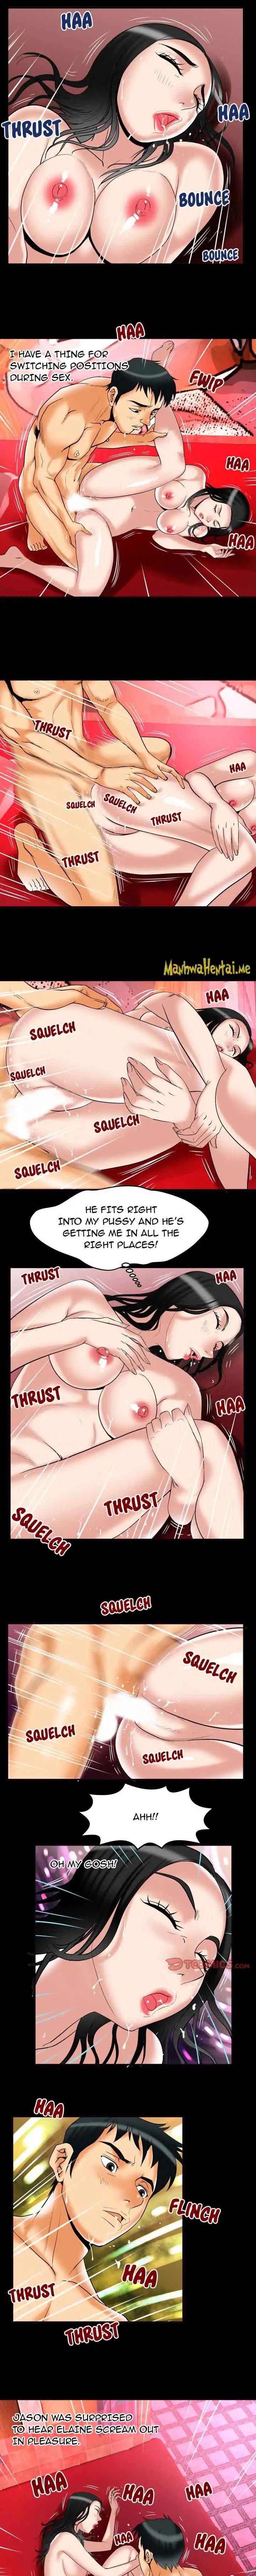 HAA
HAA
THRUST
BOUNCE
BOUNCE
HAA
I HAVE A THING FOR
SWITCHING POSITIONS
DURING SEX.
FWIP
HAA
HAA
THRUST
HAA
SQUELCH
SQUELCH
THRUST
THRUST
ManhwaHentai.me
HAA
SQUELCH
SQUELCH
SQUELCH
SQUELCH
HE FITS RIGHT
INTO MY PUSSY AND HE'S
GETTING ME IN ALL THE
RIGHT PLACES!
THRUST
HAA
THRUST
HAA
THRUST
SQUELCH
SQUELCH
SQUELCH
SQUELCH
SQUELCH
AHH!!
OH MY GOSH!
.COM
HAA
FLINCH
HAA
THRUST
THRUST
JASON WAS SURPRISED
TO HEAR ELAINE SCREAM OUT
IN PLEASURE.
HAA
HAA
HAA
HAA
HAA